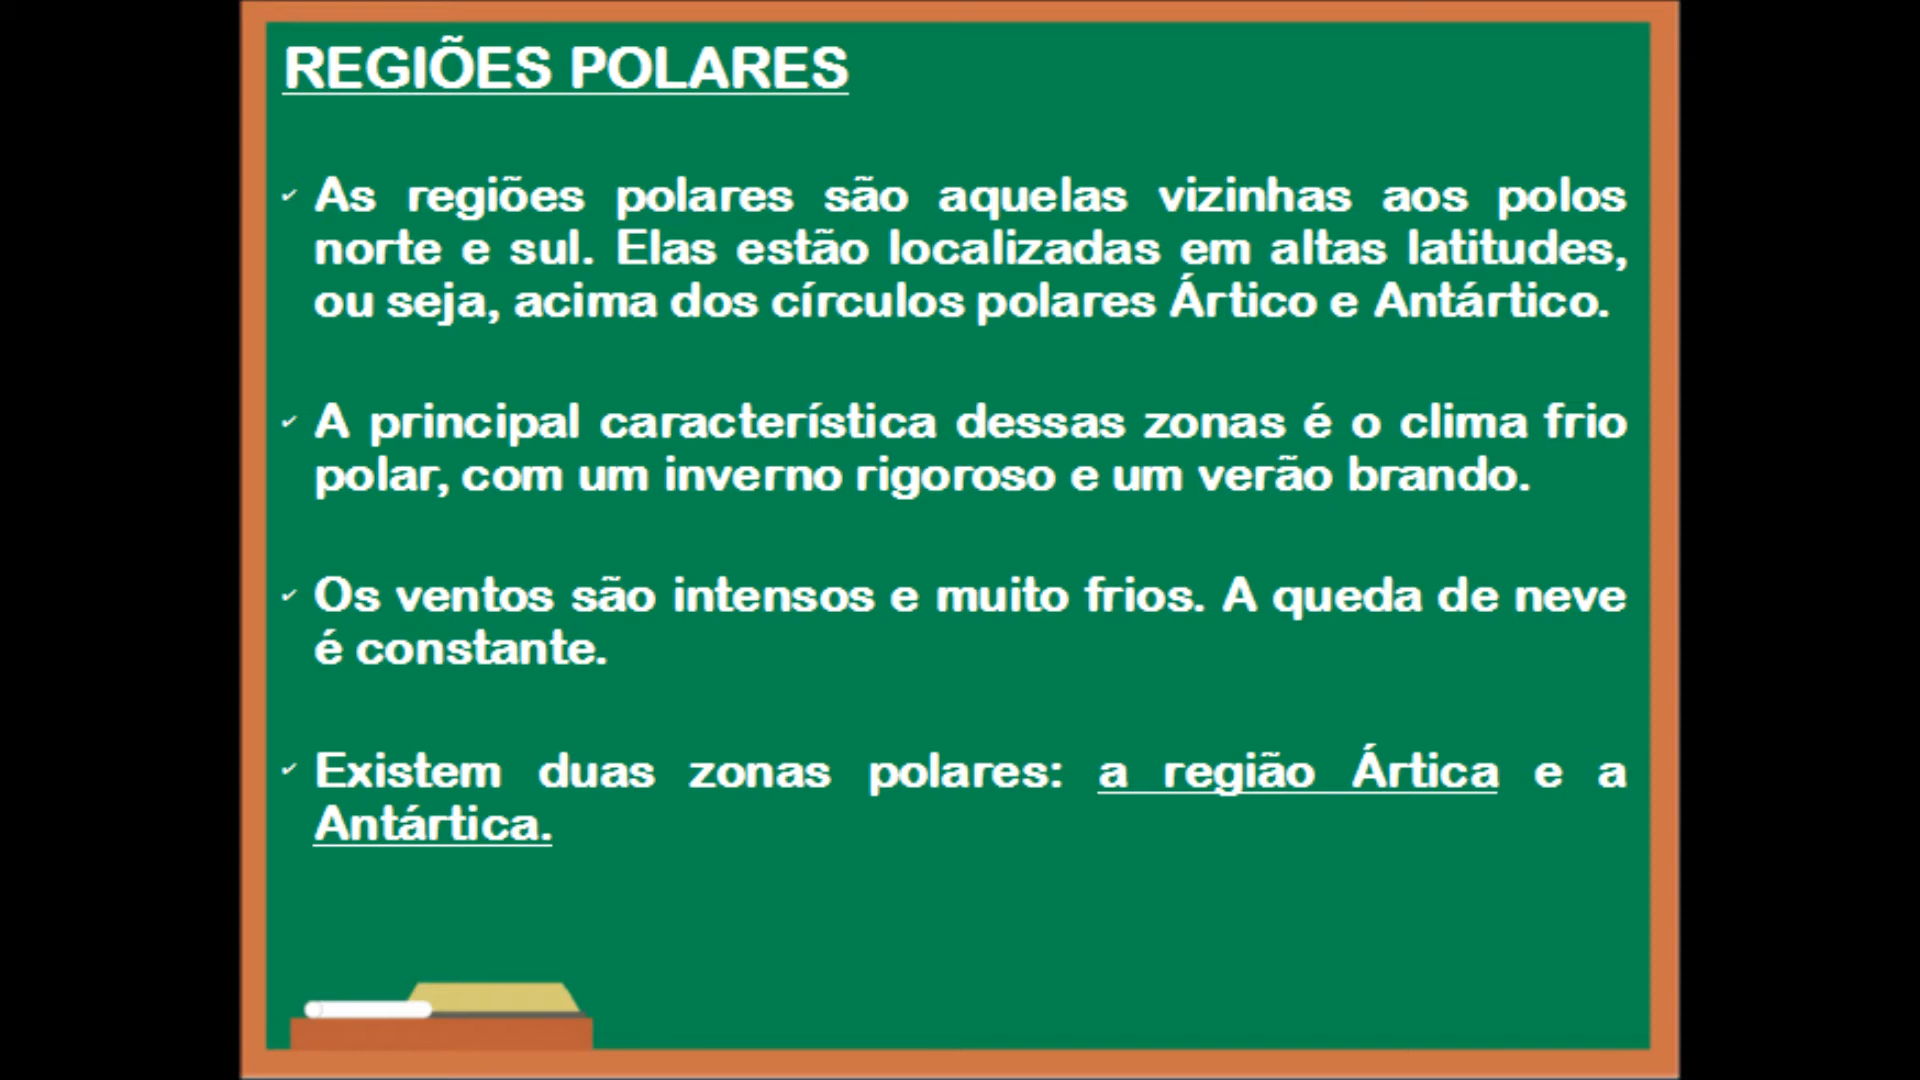 REGIÕES POLARES
✓ As regiões polares são aquelas vizinhas aos polos
norte e sul. Elas estão localizadas em altas latitudes,
ou seja, acima dos círculos polares Ártico e Antártico.
✓ A principal característica dessas zonas é o clima frio
polar, com um inverno rigoroso e um verão brando.
✓ Os ventos são intensos e muito frios. A queda de neve
é constante.
✓ Existem duas zonas polares: a região Ártica e a
Antártica.